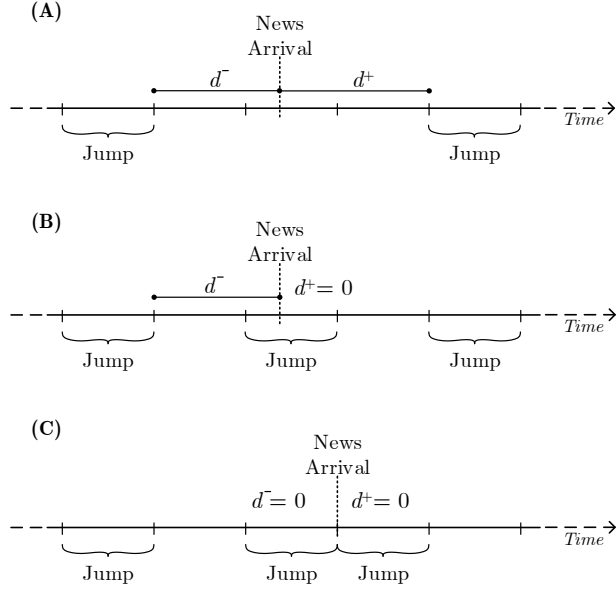 (A)
News
Arrival
d⁻
d⁺
Time
Jump
Jump
(B)
News
Arrival
d⁻
d⁺= 0
Time
Jump
Jump
Jump
(C)
News
Arrival
d⁻= 0
d⁺= 0
Time
Jump
Jump
Jump